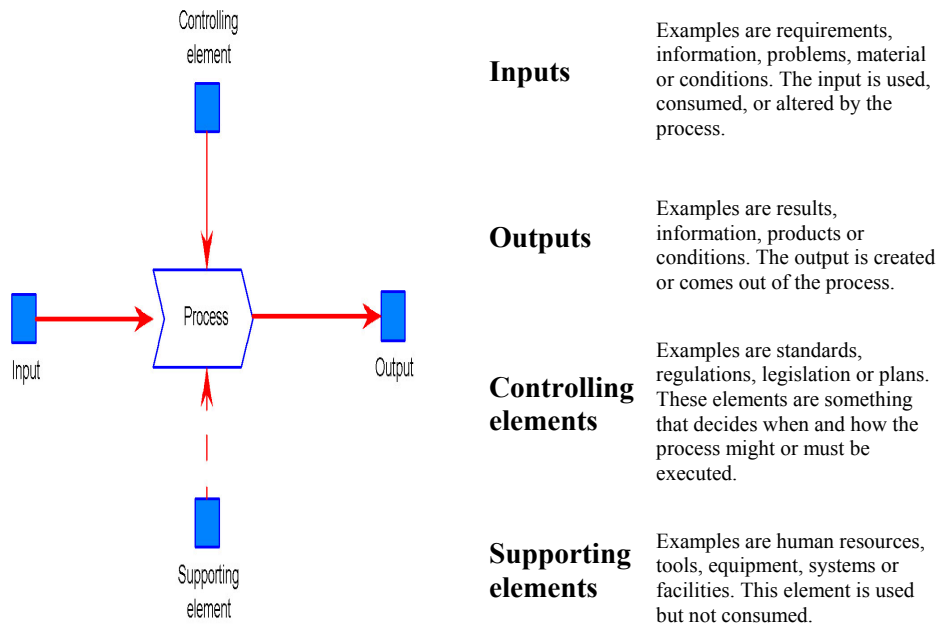 Controlling
element
Process
Input
Output
Supporting
element
Inputs
Examples are requirements,
information, problems, material
or conditions. The input is used,
consumed, or altered by the
process.
Outputs
Examples are results,
information, products or
conditions. The output is created
or comes out of the process.
Controlling
elements
Examples are standards,
regulations, legislation or plans.
These elements are something
that decides when and how the
process might or must be
executed.
Supporting
elements
Examples are human resources,
tools, equipment, systems or
facilities. This element is used
but not consumed.